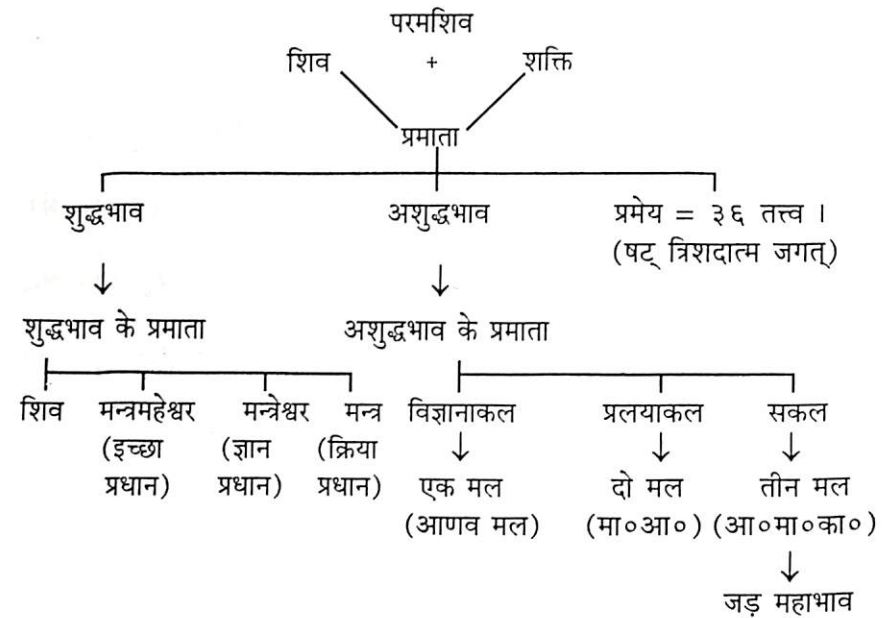 परमशिव
शिव + शक्ति
प्रमाता
शुद्धभाव अशुद्धभाव प्रमेय = ३६ तत्त्व ।
(षट् त्रिशदात्म जगत्)
↓ ↓
शुद्धभाव के प्रमाता अशुद्धभाव के प्रमाता
शिव मन्त्रमहेश्वर मन्त्रेश्वर मन्त्र विज्ञानाकल प्रलयाकल सकल
(इच्छा (ज्ञान (क्रिया ↓ ↓ ↓
प्रधान) प्रधान) प्रधान) एक मल दो मल तीन मल
(आणव मल) (मा०आ०) (आ०मा०का०)
↓
जड़ महाभाव